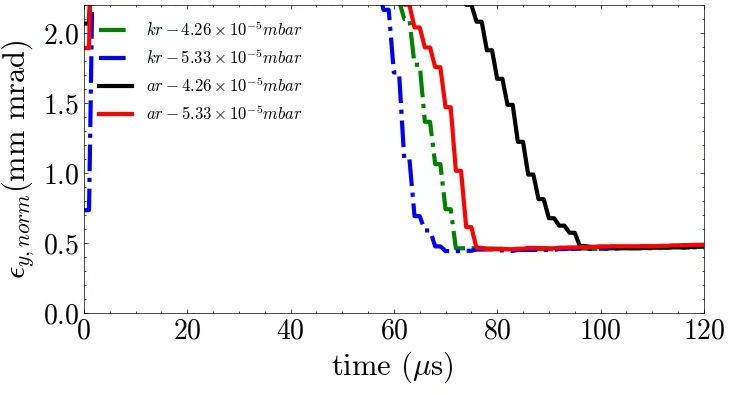 ϵy, norm(mm mrad)
2.0
1.5
1.0
0.5
0.0
kr − 4.26 × 10⁻⁵mbar
kr − 5.33 × 10⁻⁵mbar
ar − 4.26 × 10⁻⁵mbar
ar − 5.33 × 10⁻⁵mbar
0 20 40 60 80 100 120
time (μs)